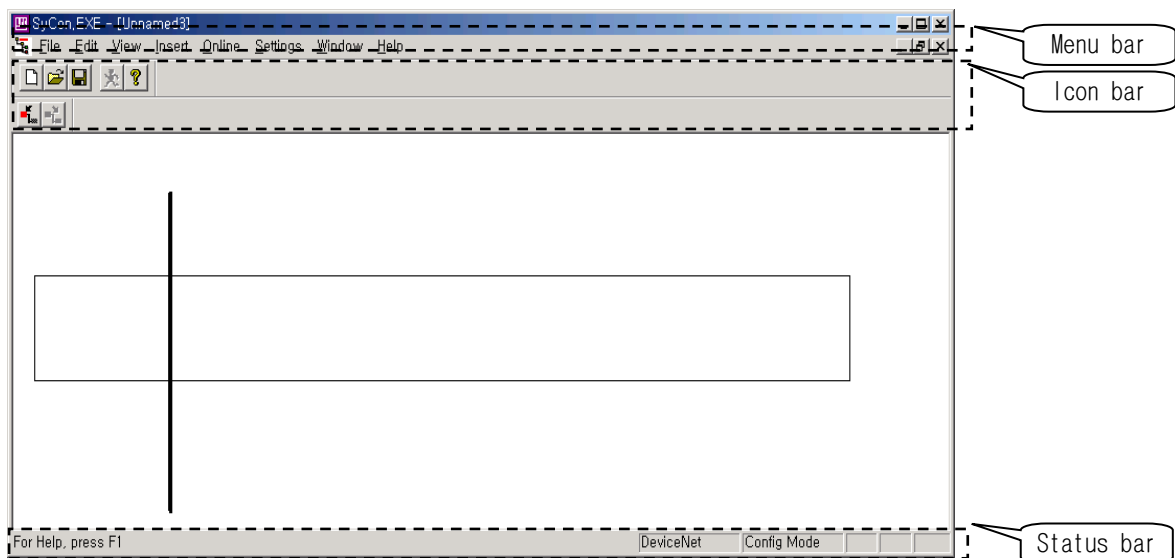 SyCon.EXE - [Unnamed3]
File Edit View Insert Online Settings Window Help
Menu bar
Icon bar
For Help, press F1
DeviceNet
Config Mode
Status bar